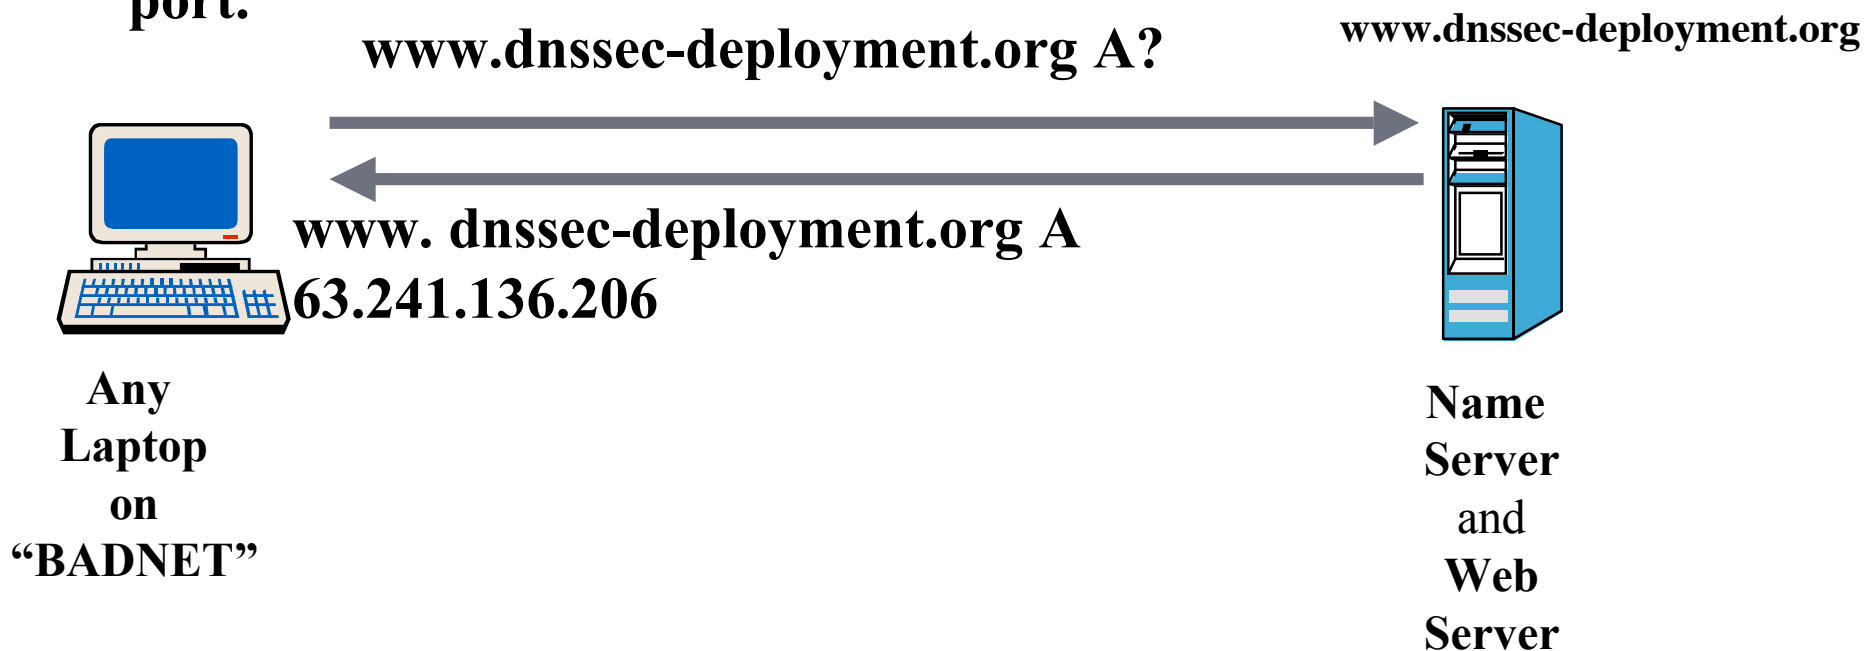 port.
www.dnssec-deployment.org A?
www.dnssec-deployment.org
www. dnssec-deployment.org A
63.241.136.206
Any
Laptop
on
“BADNET”
Name
Server
and
Web
Server